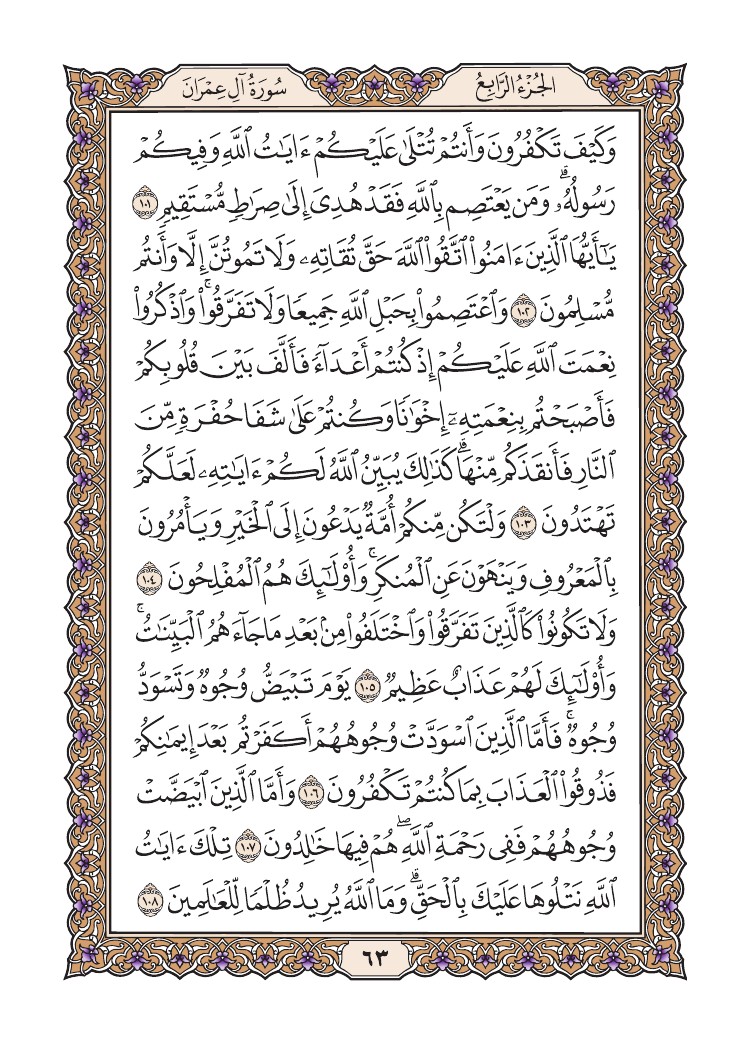 الجُزْءُ الرَّابِعُ
سُورَةُ آلِ عِمْرَانَ
وَكَيْفَ تَكْفُرُونَ وَأَنتُمْ تُتْلَىٰ عَلَيْكُمْ ءَايَٰتُ ٱللَّهِ وَفِيكُمْ
رَسُولُهُۥۗ وَمَن يَعْتَصِم بِٱللَّهِ فَقَدْ هُدِىَ إِلَىٰ صِرَٰطٍ مُّسْتَقِيمٍ ١٠١
يَٰٓأَيُّهَا ٱلَّذِينَ ءَامَنُوا۟ ٱتَّقُوا۟ ٱللَّهَ حَقَّ تُقَاتِهِۦ وَلَا تَمُوتُنَّ إِلَّا وَأَنتُم
مُّسْلِمُونَ ١٠٢ وَٱعْتَصِمُوا۟ بِحَبْلِ ٱللَّهِ جَمِيعًا وَلَا تَفَرَّقُوا۟ۚ وَٱذْكُرُوا۟
نِعْمَتَ ٱللَّهِ عَلَيْكُمْ إِذْ كُنتُمْ أَعْدَآءً فَأَلَّفَ بَيْنَ قُلُوبِكُمْ
فَأَصْبَحْتُم بِنِعْمَتِهِۦٓ إِخْوَٰنًا وَكُنتُمْ عَلَىٰ شَفَا حُفْرَةٍ مِّنَ
ٱلنَّارِ فَأَنقَذَكُم مِّنْهَاۗ كَذَٰلِكَ يُبَيِّنُ ٱللَّهُ لَكُمْ ءَايَٰتِهِۦ لَعَلَّكُمْ
تَهْتَدُونَ ١٠٣ وَلْتَكُن مِّنكُمْ أُمَّةٌ يَدْعُونَ إِلَى ٱلْخَيْرِ وَيَأْمُرُونَ
بِٱلْمَعْرُوفِ وَيَنْهَوْنَ عَنِ ٱلْمُنكَرِۚ وَأُو۟لَٰٓئِكَ هُمُ ٱلْمُفْلِحُونَ ١٠٤
وَلَا تَكُونُوا۟ كَٱلَّذِينَ تَفَرَّقُوا۟ وَٱخْتَلَفُوا۟ مِنۢ بَعْدِ مَا جَآءَهُمُ ٱلْبَيِّنَٰتُۚ
وَأُو۟لَٰٓئِكَ لَهُمْ عَذَابٌ عَظِيمٌ ١٠٥ يَوْمَ تَبْيَضُّ وُجُوهٌ وَتَسْوَدُّ
وُجُوهٌۚ فَأَمَّا ٱلَّذِينَ ٱسْوَدَّتْ وُجُوهُهُمْ أَكَفَرْتُم بَعْدَ إِيمَٰنِكُمْ
فَذُوقُوا۟ ٱلْعَذَابَ بِمَا كُنتُمْ تَكْفُرُونَ ١٠٦ وَأَمَّا ٱلَّذِينَ ٱبْيَضَّتْ
وُجُوهُهُمْ فَفِى رَحْمَةِ ٱللَّهِۖ هُمْ فِيهَا خَٰلِدُونَ ١٠٧ تِلْكَ ءَايَٰتُ
ٱللَّهِ نَتْلُوهَا عَلَيْكَ بِٱلْحَقِّۗ وَمَا ٱللَّهُ يُرِيدُ ظُلْمًا لِّلْعَٰلَمِينَ ١٠٨
٦٣